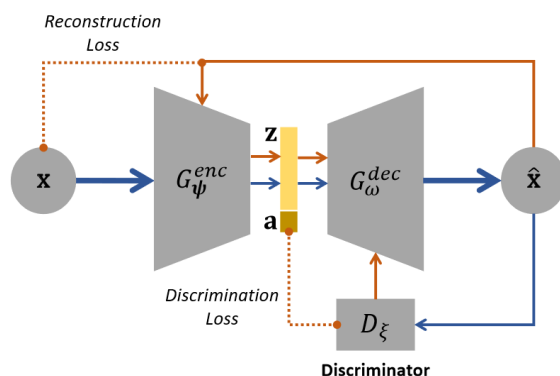 Reconstruction
Loss
x
G_ψ^enc
z
a
G_ω^dec
x̂
Discrimination
Loss
D_ξ
Discriminator